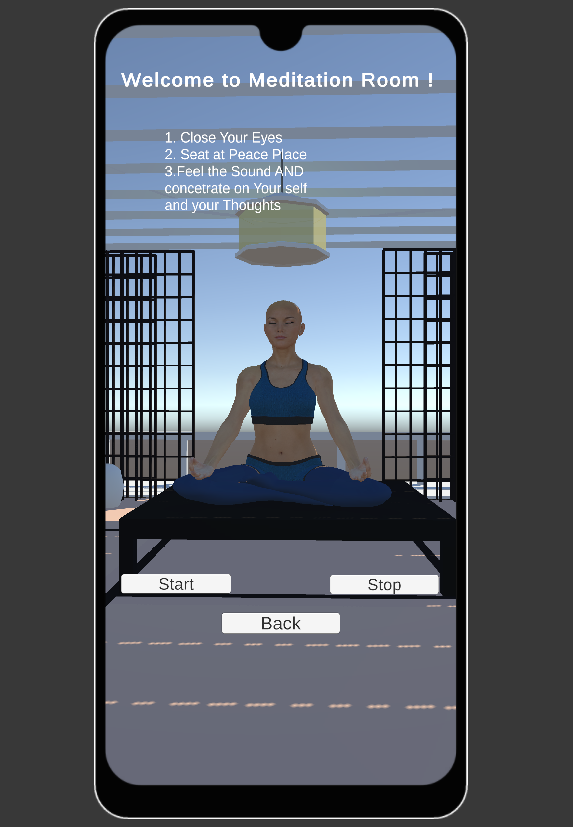 Welcome to Meditation Room !
1. Close Your Eyes
2. Seat at Peace Place
3.Feel the Sound AND
concetrate on Your self
and your Thoughts
Start
Stop
Back